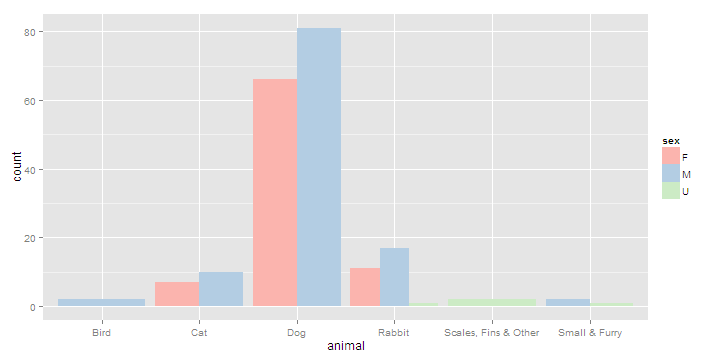 80
60
40
20
0
count
Bird
Cat
Dog
Rabbit
Scales, Fins & Other
Small & Furry
animal
sex
F
M
U